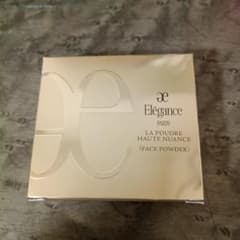 æ
Elégance
PARIS
LA POUDRE
HAUTE NUANCE
(FACE POWDER)